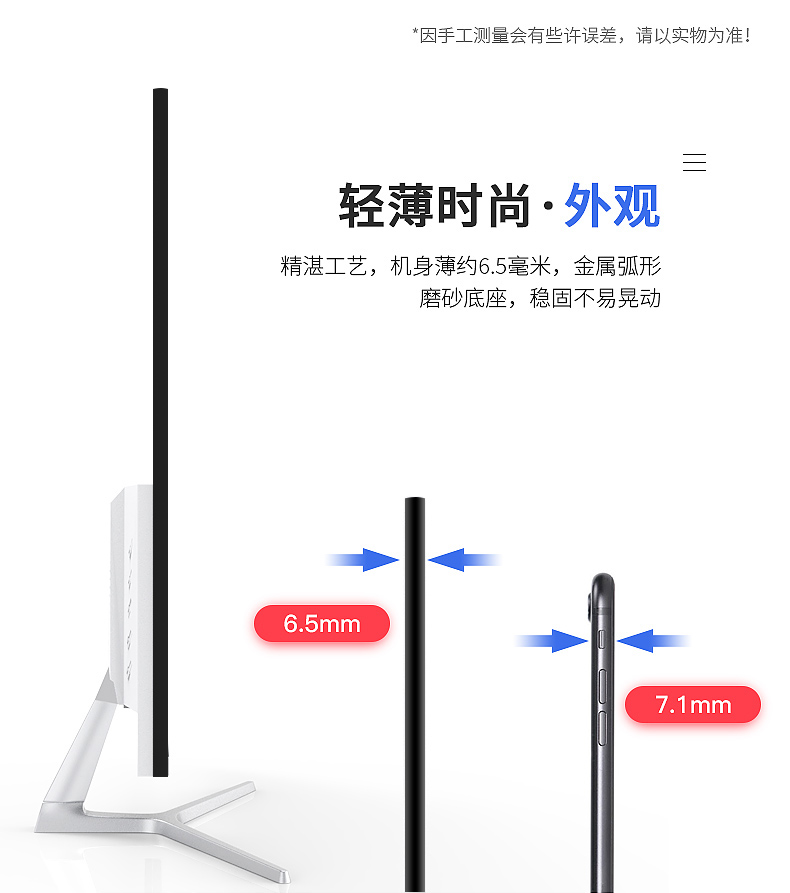 *因手工测量会有些许误差，请以实物为准！
轻薄时尚·外观
精湛工艺，机身薄约6.5毫米，金属弧形
磨砂底座，稳固不易晃动
6.5mm
7.1mm